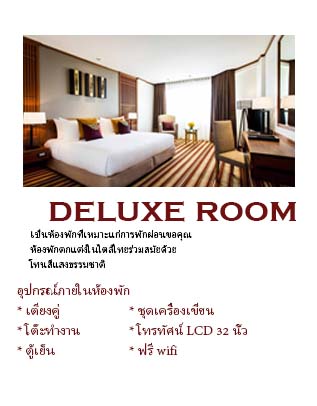 DELUXE ROOM
เป็นห้องพักที่เหมาะแก่การพักผ่อนของคุณ
ห้องพักตกแต่งในไตล์ไทยร่วมสมัยด้วย
โทนสีแสงธรรมชาติ
อุปกรณ์ภายในห้องพัก
* เตียงคู่ * ชุดเครื่องเขียน
* โต๊ะทำงาน * โทรทัศน์ LCD 32 นิ้ว
* ตู้เย็น * ฟรี wifi